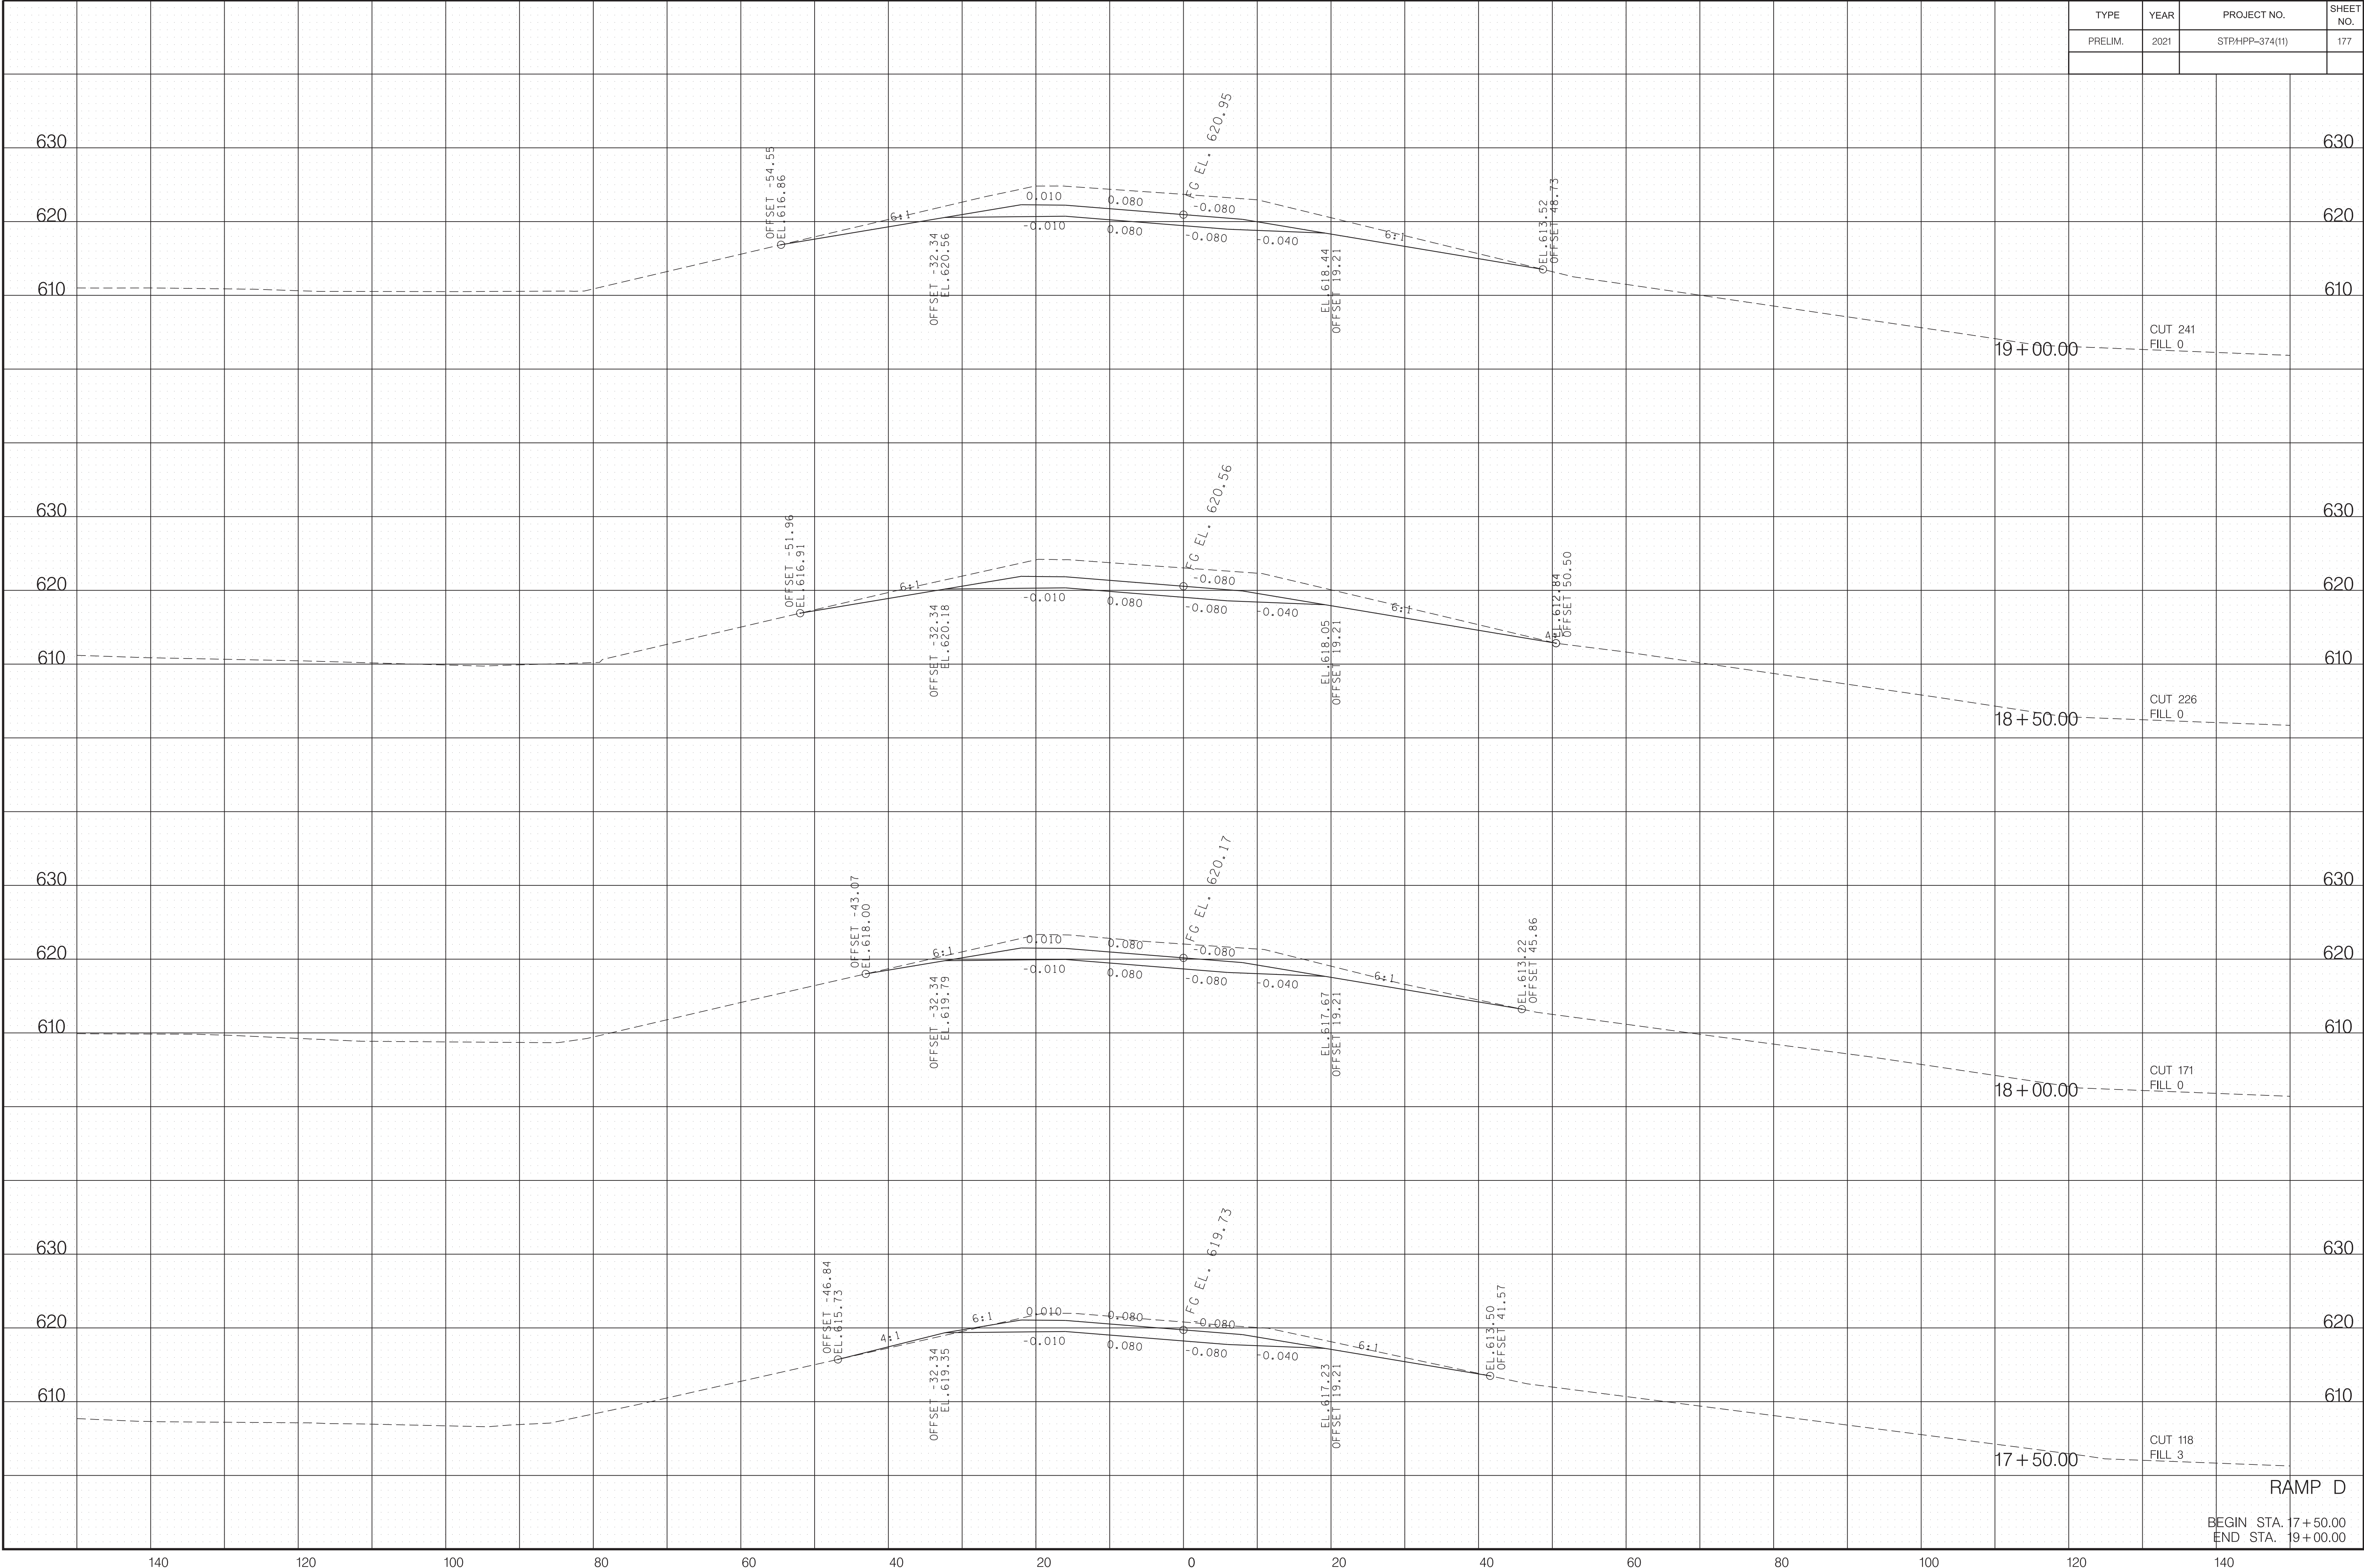 TYPE YEAR PROJECT NO. SHEET NO.
PRELIM. 2021 STP/HPP-374(11) 177
630 630
620 620
610 610
OFFSET -54.55
EL.616.86
6:1
0.010
0.080
FG EL. 620.95
-0.080
-0.010
0.080
-0.080
-0.040
6:1
OFFSET -32.34
EL.620.56
EL.618.44
OFFSET 19.21
EL.613.52
OFFSET 48.73
CUT 241
FILL 0
19+00.00
630 630
620 620
610 610
OFFSET -51.96
EL.616.91
6:1
FG EL. 620.56
-0.080
-0.010
0.080
-0.080
-0.040
6:1
OFFSET -32.34
EL.620.18
EL.618.05
OFFSET 19.21
EL.612.84
OFFSET 50.50
CUT 226
FILL 0
18+50.00
630 630
620 620
610 610
OFFSET -43.07
EL.618.00
6:1
0.010
0.080
FG EL. 620.17
-0.080
-0.010
0.080
-0.080
-0.040
6:1
OFFSET -32.34
EL.619.79
EL.617.67
OFFSET 19.21
EL.613.22
OFFSET 45.86
CUT 171
FILL 0
18+00.00
630 630
620 620
610 610
OFFSET -46.84
EL.615.73
4:1
6:1
0.010
0.080
FG EL. 619.73
-0.080
-0.010
0.080
-0.080
-0.040
6:1
OFFSET -32.34
EL.619.35
EL.617.23
OFFSET 19.21
EL.613.50
OFFSET 41.57
CUT 118
FILL 3
17+50.00
RAMP D
BEGIN STA. 17+50.00
END STA. 19+00.00
140 120 100 80 60 40 20 0 20 40 60 80 100 120 140